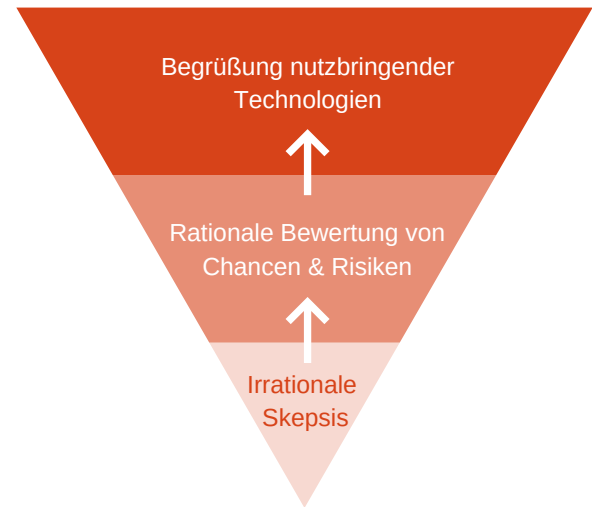 Begrüßung nutzbringender
Technologien
Rationale Bewertung von
Chancen & Risiken
Irrationale
Skepsis